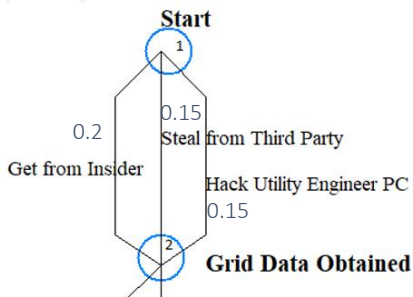 Start
1
0.15
0.2
Steal from Third Party
Get from Insider
Hack Utility Engineer PC
0.15
2
Grid Data Obtained